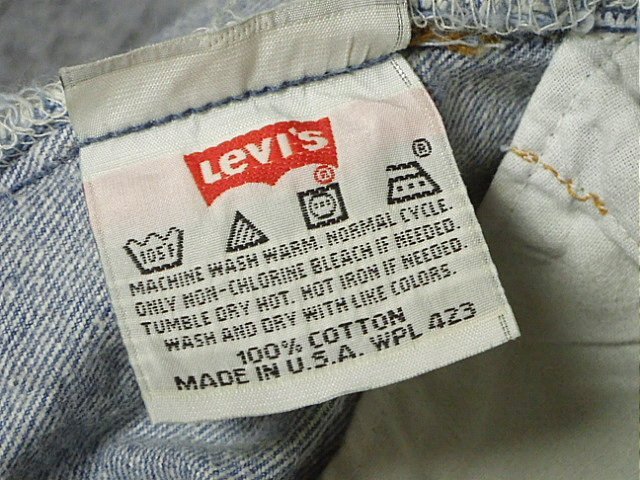 Levi's
®
®
105°
MACHINE WASH WARM. NORMAL CYCLE.
ONLY NON-CHLORINE BLEACH IF NEEDED.
TUMBLE DRY HOT. HOT IRON IF NEEDED.
WASH AND DRY WITH LIKE COLORS.
100% COTTON
MADE IN U.S.A. WPL 423